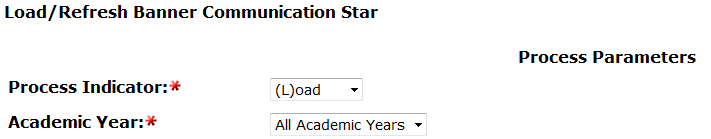 Load/Refresh Banner Communication Star
Process Parameters
Process Indicator:* (L)oad
Academic Year:* All Academic Years